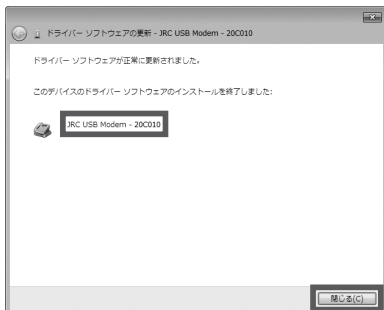 ドライバー ソフトウェアの更新 - JRC USB Modem - 20C010
ドライバー ソフトウェアが正常に更新されました。
このデバイスのドライバー ソフトウェアのインストールを終了しました:
JRC USB Modem - 20C010
閉じる(C)